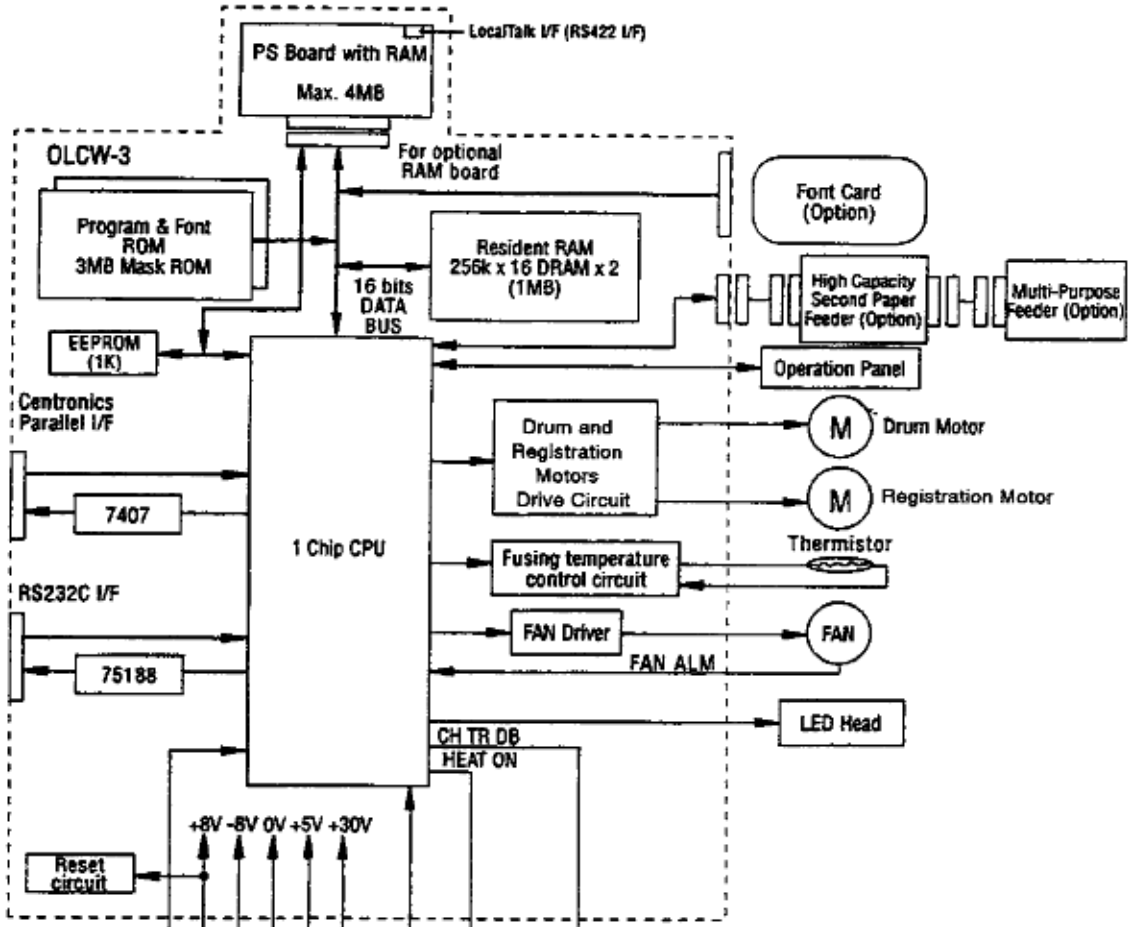 LocalTalk I/F (RS422 I/F)
PS Board with RAM
Max. 4MB
OLCW-3
For optional
RAM board
Program & Font
ROM
3MB Mask ROM
Resident RAM
256k x 16 DRAM x 2
(1MB)
16 bits
DATA
BUS
Font Card
(Option)
High Capacity
Second Paper
Feeder (Option)
Multi-Purpose
Feeder (Option)
EEPROM
(1K)
Operation Panel
Centronics
Parallel I/F
7407
Drum and
Registration
Motors
Drive Circuit
M
Drum Motor
M
Registration Motor
1 Chip CPU
Thermistor
Fusing temperature
control circuit
RS232C I/F
75188
FAN Driver
FAN
FAN ALM
LED Head
CH TR DB
HEAT ON
+8V -8V 0V +5V +30V
Reset
circuit